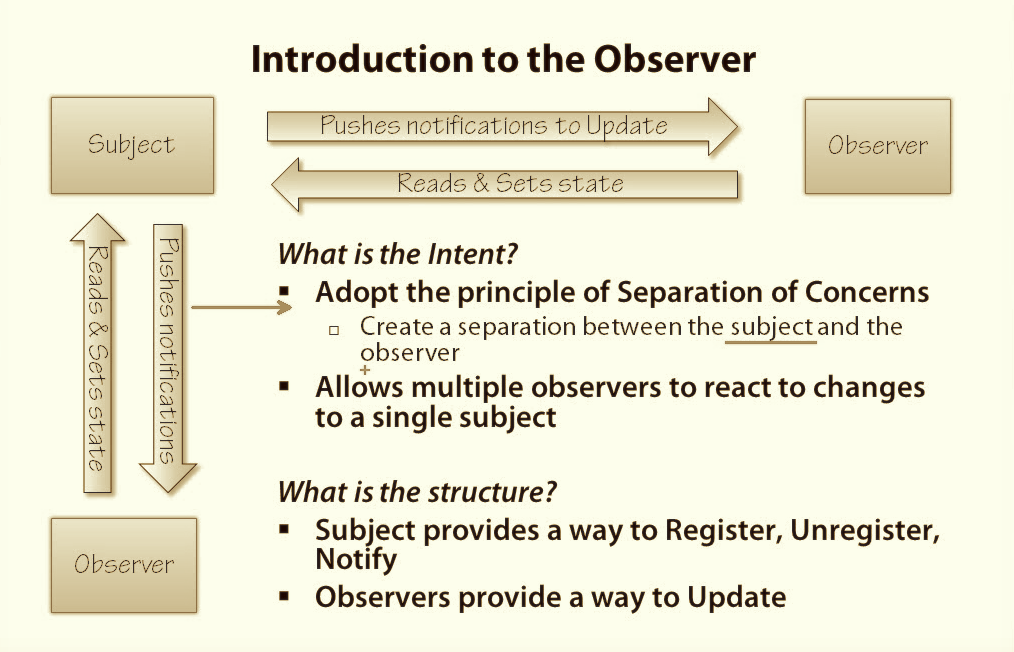 Introduction to the Observer
Subject
Pushes notifications to Update
Observer
Reads & Sets state
Reads & Sets state
Pushes notifications
What is the Intent?
▪ Adopt the principle of Separation of Concerns
▫ Create a separation between the subject and the
observer
▪ Allows multiple observers to react to changes
to a single subject
What is the structure?
▪ Subject provides a way to Register, Unregister,
Notify
▪ Observers provide a way to Update
Observer